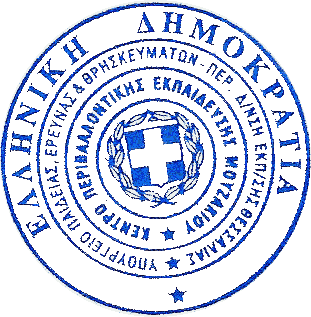 ΕΛΛΗΝΙΚΗ ΔΗΜΟΚΡΑΤΙΑ
ΥΠΟΥΡΓΕΙΟ ΠΑΙΔΕΙΑΣ, ΕΡΕΥΝΑΣ & ΘΡΗΣΚΕΥΜΑΤΩΝ - ΠΕΡ. Δ/ΝΣΗ ΕΚΠ/ΣΗΣ ΘΕΣΣΑΛΙΑΣ
ΚΕΝΤΡΟ ΠΕΡΙΒΑΛΛΟΝΤΙΚΗΣ ΕΚΠΑΙΔΕΥΣΗΣ ΜΟΥΖΑΚΙΟΥ